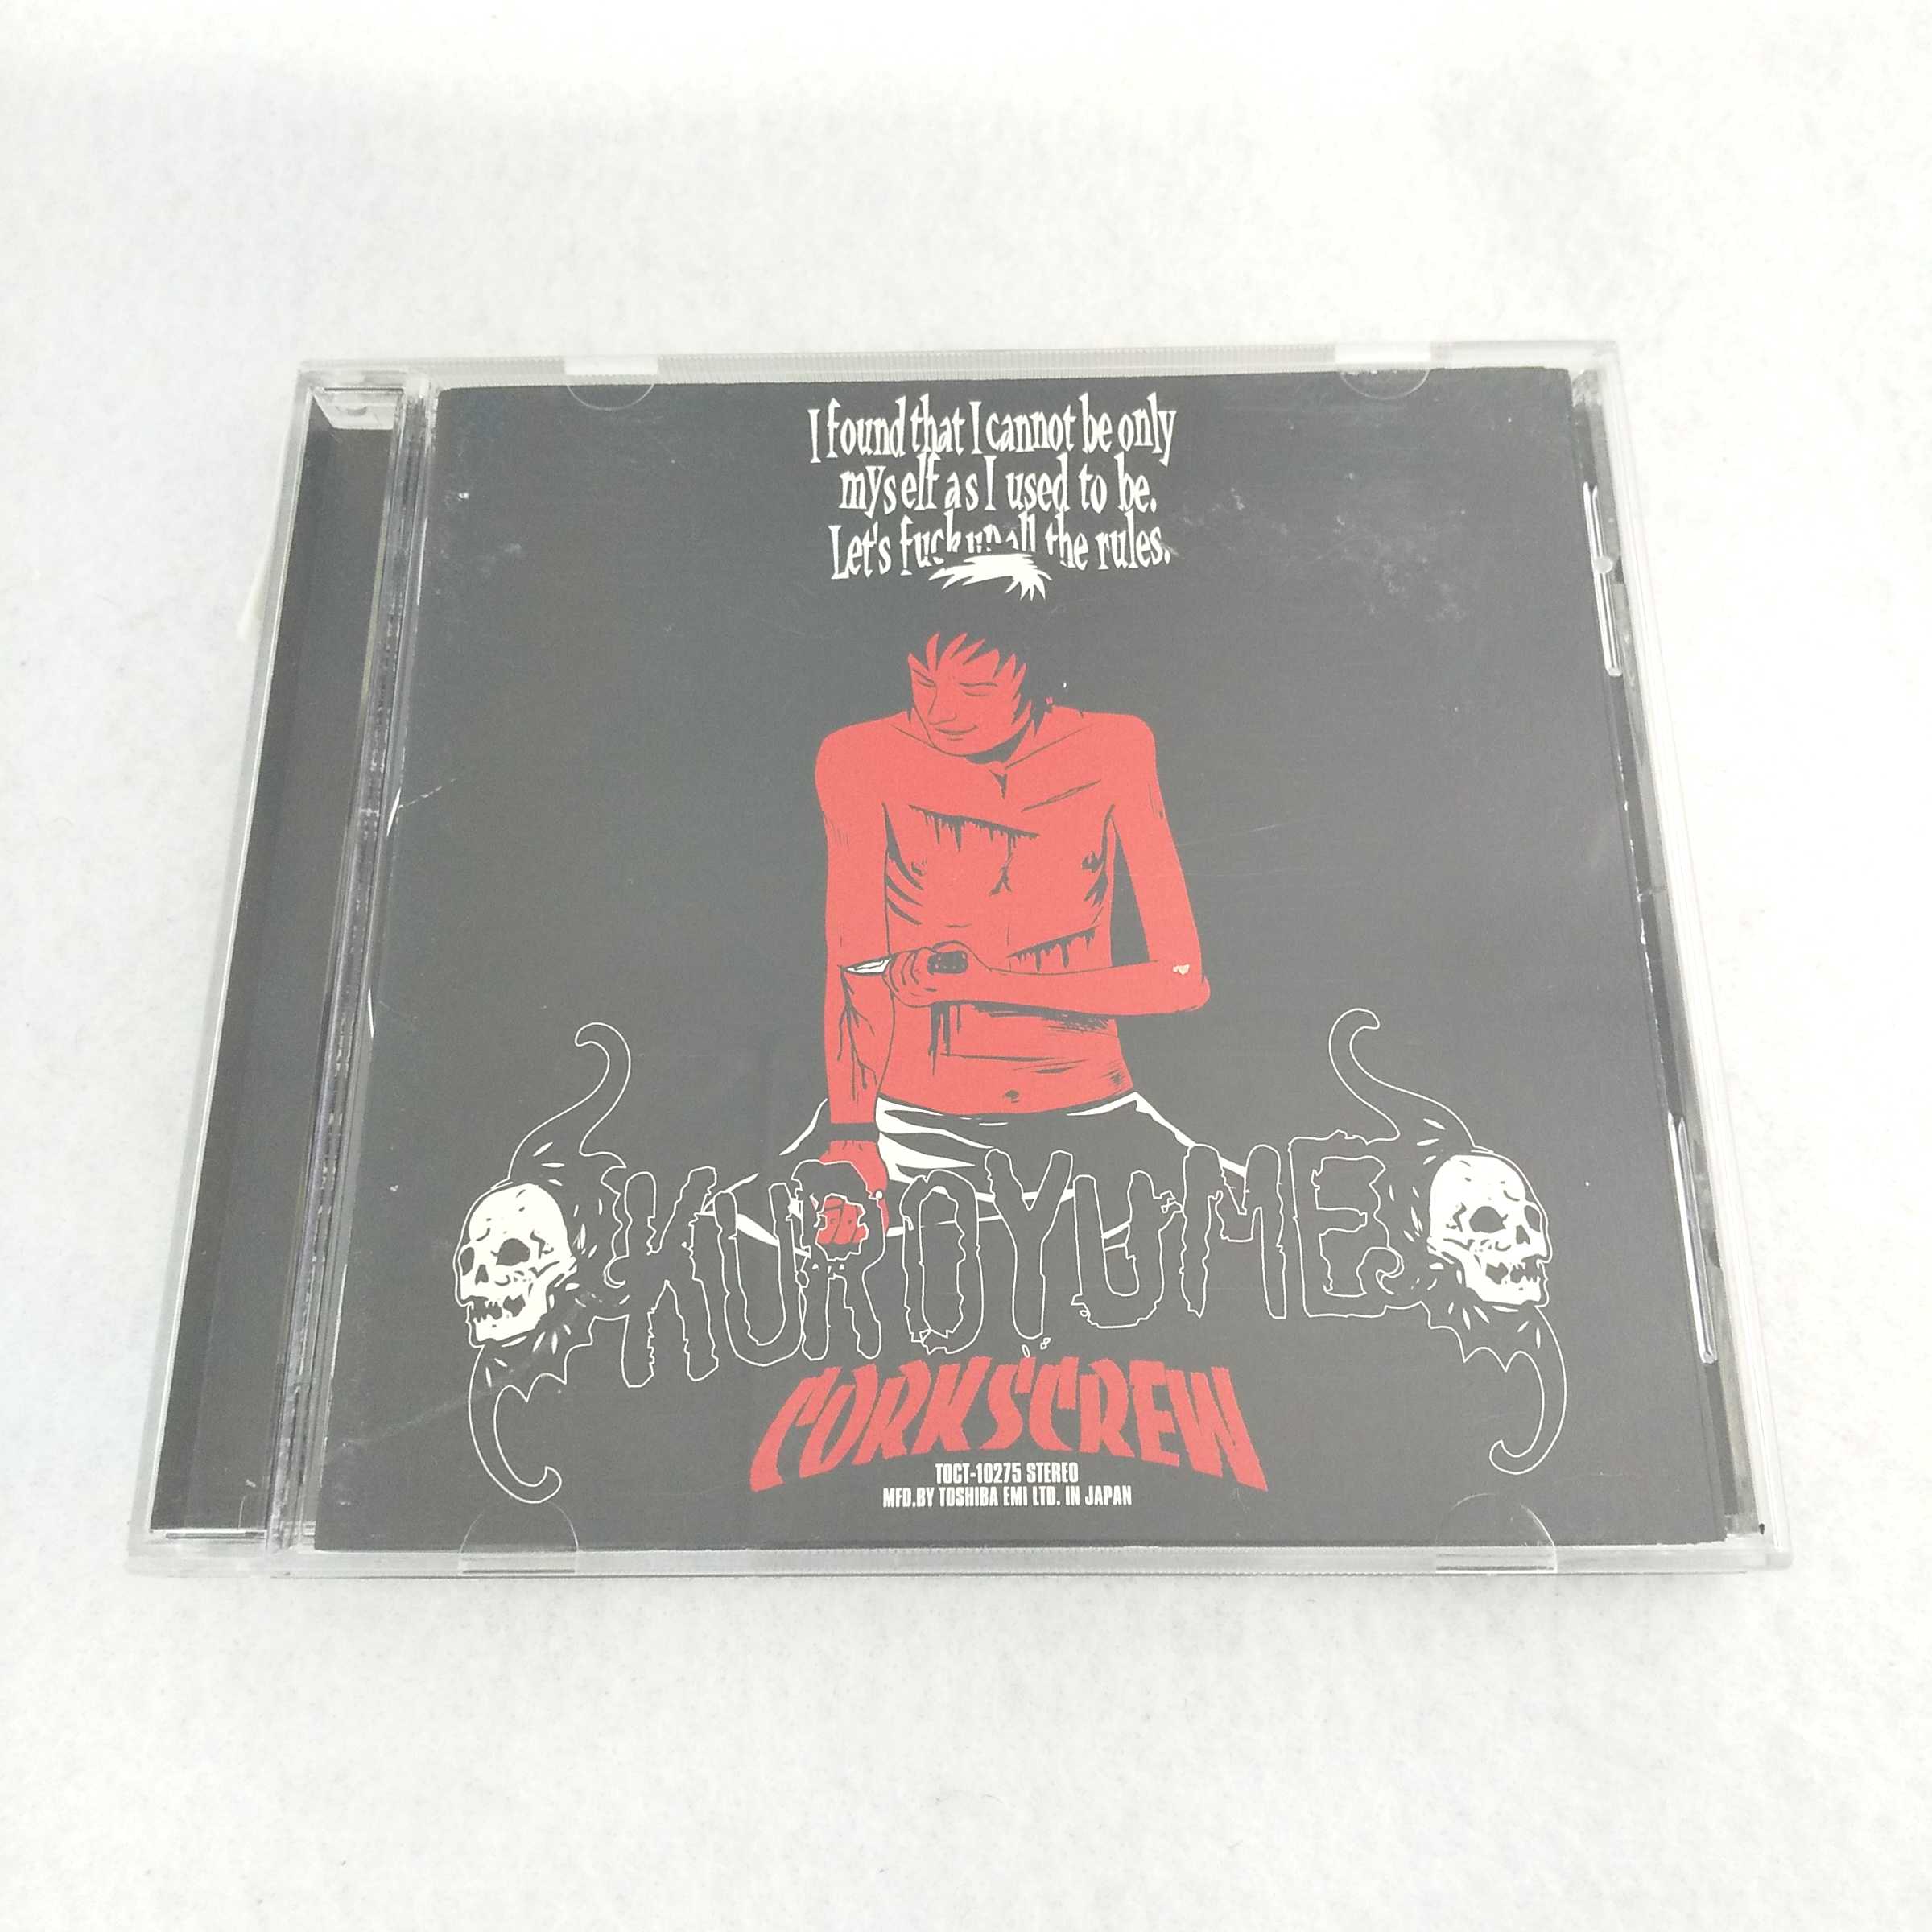 I found that I cannot be only
myself as I used to be.
Let's fuck up all the rules.
KUROYUME
CORKSCREW
TOCT-10275 STEREO
MFD.BY TOSHIBA EMI LTD. IN JAPAN